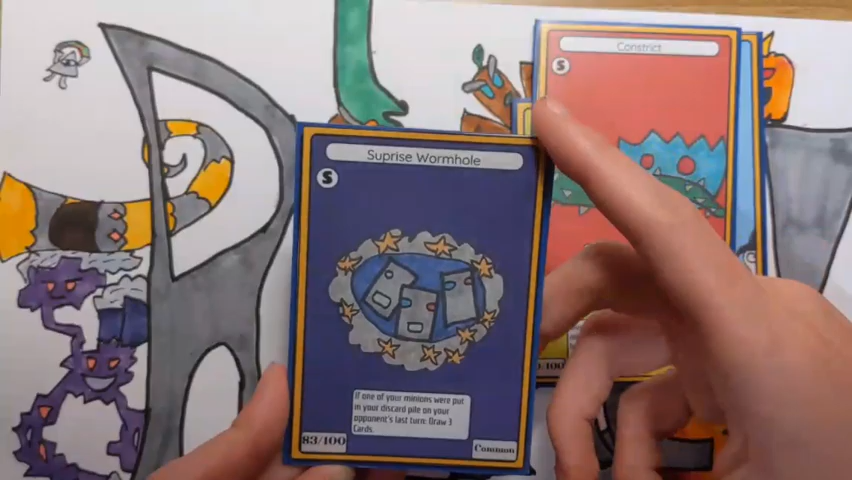 Constrict
S
Suprise Wormhole
S
If one of your minions were put
in your discard pile on your
opponent's last turn: Draw 3
Cards.
83/100
Common